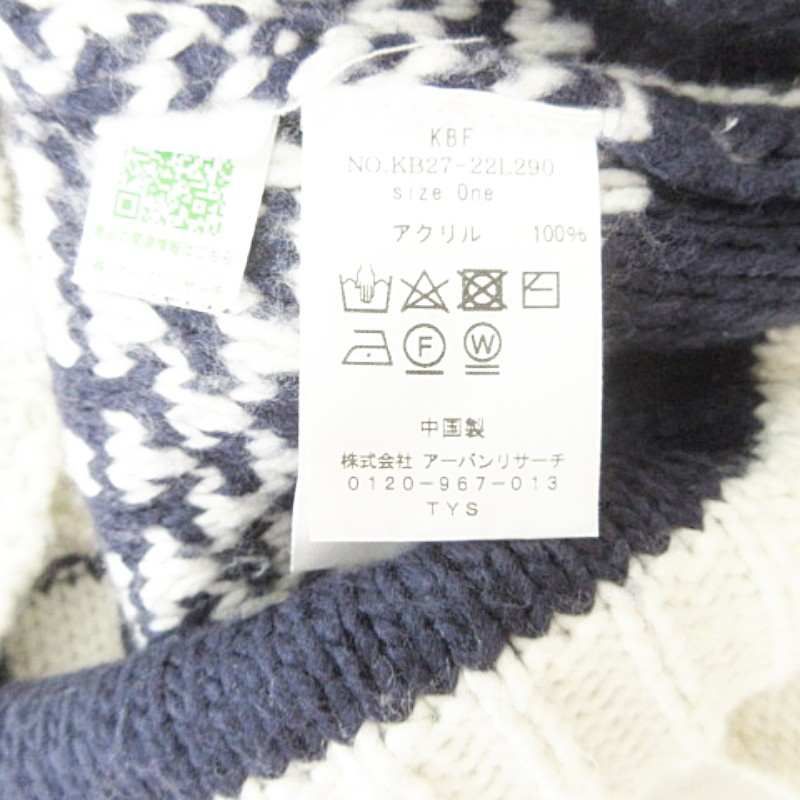 KBF
NO.KB27-22L290
size One
アクリル 100%
F W
中国製
株式会社 アーバンリサーチ
0120-967-013
TYS